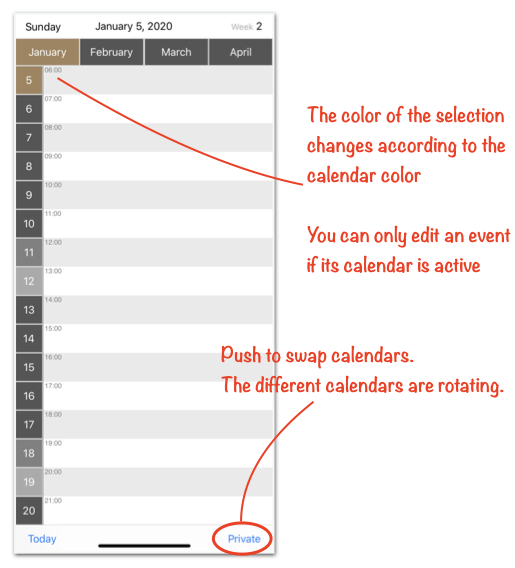 Sunday January 5, 2020 Week 2
January February March April
5 06:00
6 07:00
7 08:00
8 09:00
9 10:00
10 11:00
11 12:00
12 13:00
13 14:00
14 15:00
15 16:00
16 17:00
17 18:00
18 19:00
19 20:00
20 21:00
Today Private
The color of the selection
changes according to the
calendar color
You can only edit an event
if its calendar is active
Push to swap calendars.
The different calendars are rotating.